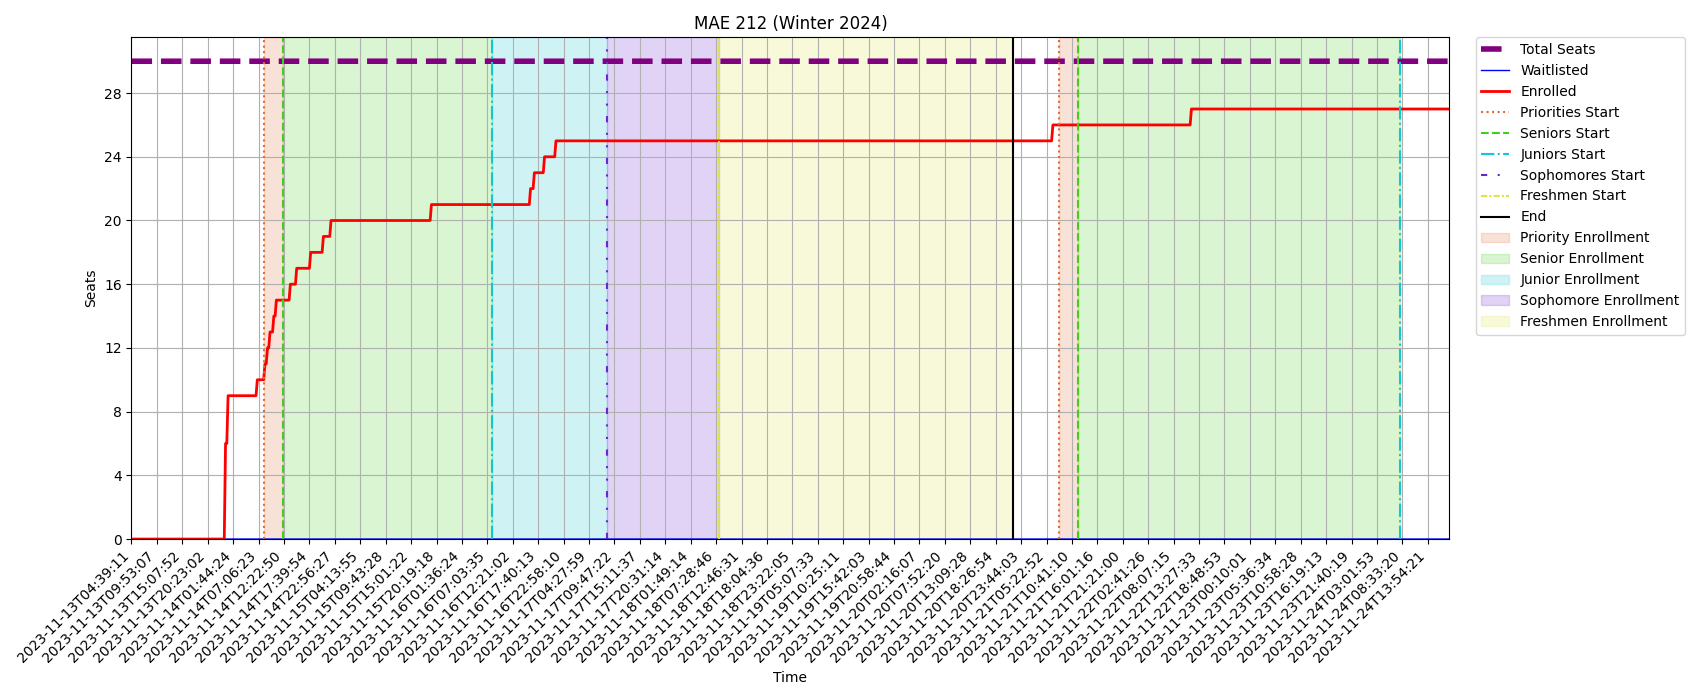 MAE 212 (Winter 2024)
Seats
28
24
20
16
12
8
4
0
2023-11-13T04:39:11
2023-11-13T09:53:07
2023-11-13T15:07:52
2023-11-13T20:23:02
2023-11-14T01:44:24
2023-11-14T07:06:23
2023-11-14T12:22:50
2023-11-14T17:39:54
2023-11-14T22:56:27
2023-11-15T04:13:55
2023-11-15T09:43:28
2023-11-15T15:01:22
2023-11-15T20:19:18
2023-11-16T01:36:24
2023-11-16T07:03:35
2023-11-16T12:21:02
2023-11-16T17:40:13
2023-11-16T22:58:10
2023-11-17T04:27:59
2023-11-17T09:47:22
2023-11-17T15:11:37
2023-11-17T20:31:14
2023-11-18T01:49:14
2023-11-18T07:28:46
2023-11-18T12:46:31
2023-11-18T18:04:36
2023-11-18T23:22:05
2023-11-19T05:07:33
2023-11-19T10:25:11
2023-11-19T15:42:03
2023-11-19T20:58:44
2023-11-20T02:16:07
2023-11-20T07:52:20
2023-11-20T13:09:28
2023-11-20T18:26:54
2023-11-20T23:44:03
2023-11-21T05:22:52
2023-11-21T10:41:10
2023-11-21T16:01:16
2023-11-21T21:21:00
2023-11-22T02:41:26
2023-11-22T08:07:15
2023-11-22T13:27:33
2023-11-22T18:48:53
2023-11-23T00:10:01
2023-11-23T05:36:34
2023-11-23T10:58:28
2023-11-23T16:19:13
2023-11-23T21:40:19
2023-11-24T03:01:53
2023-11-24T08:33:20
2023-11-24T13:54:21
Time
Total Seats
Waitlisted
Enrolled
Priorities Start
Seniors Start
Juniors Start
Sophomores Start
Freshmen Start
End
Priority Enrollment
Senior Enrollment
Junior Enrollment
Sophomore Enrollment
Freshmen Enrollment